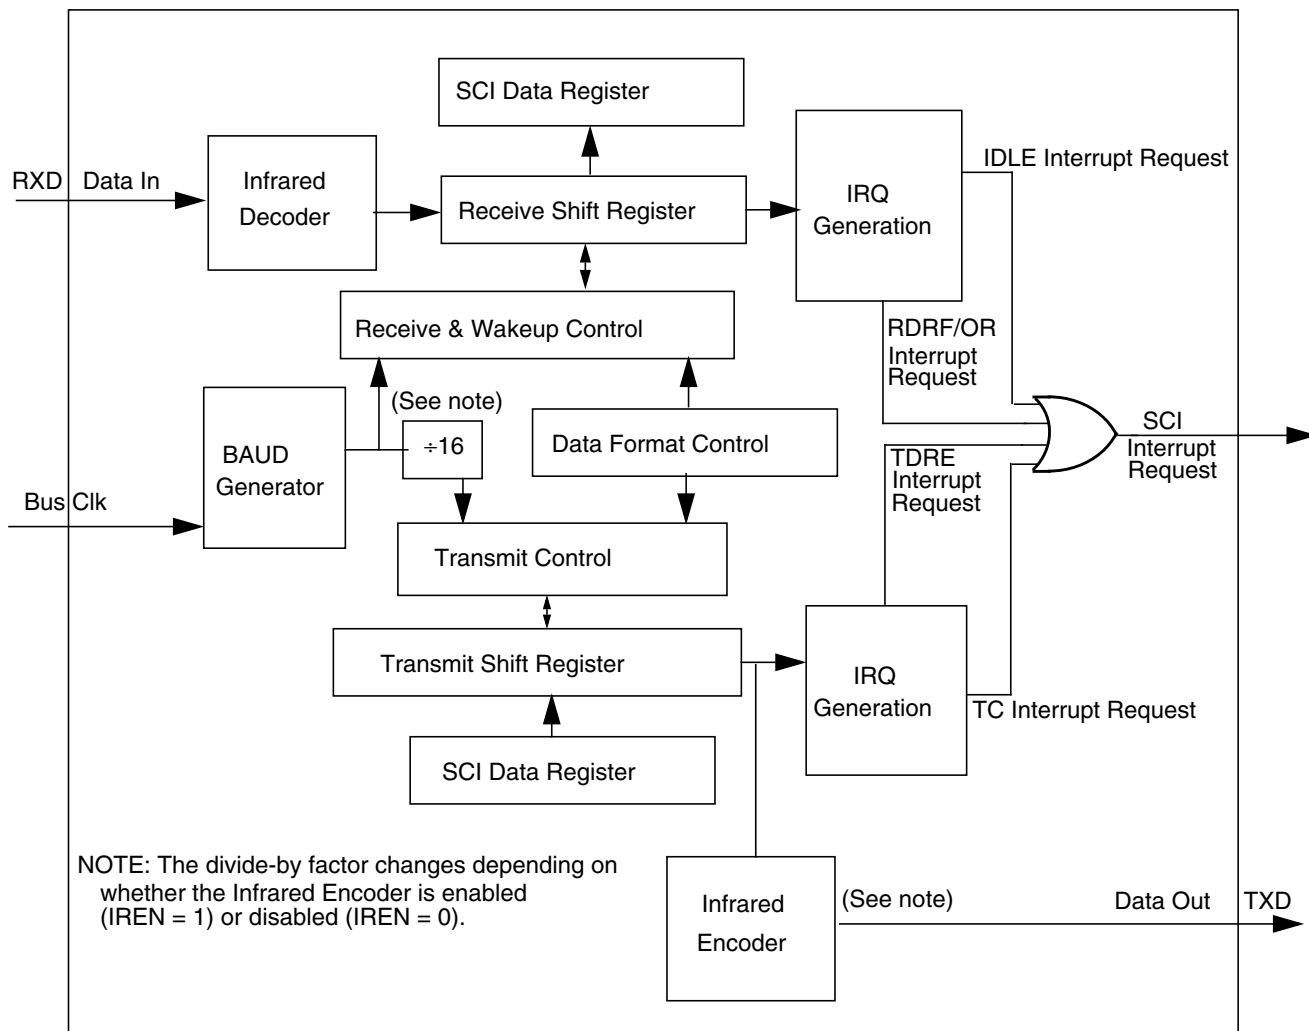 SCI Data Register
IDLE Interrupt Request
RXD Data In
Infrared
Decoder
Receive Shift Register
IRQ
Generation
Receive & Wakeup Control
RDRF/OR
Interrupt
Request
(See note)
÷16
BAUD
Generator
Data Format Control
SCI
Interrupt
Request
TDRE
Interrupt
Request
Bus Clk
Transmit Control
Transmit Shift Register
IRQ
Generation
TC Interrupt Request
SCI Data Register
NOTE: The divide-by factor changes depending on
whether the Infrared Encoder is enabled
(IREN = 1) or disabled (IREN = 0).
Infrared
Encoder
(See note)
Data Out TXD